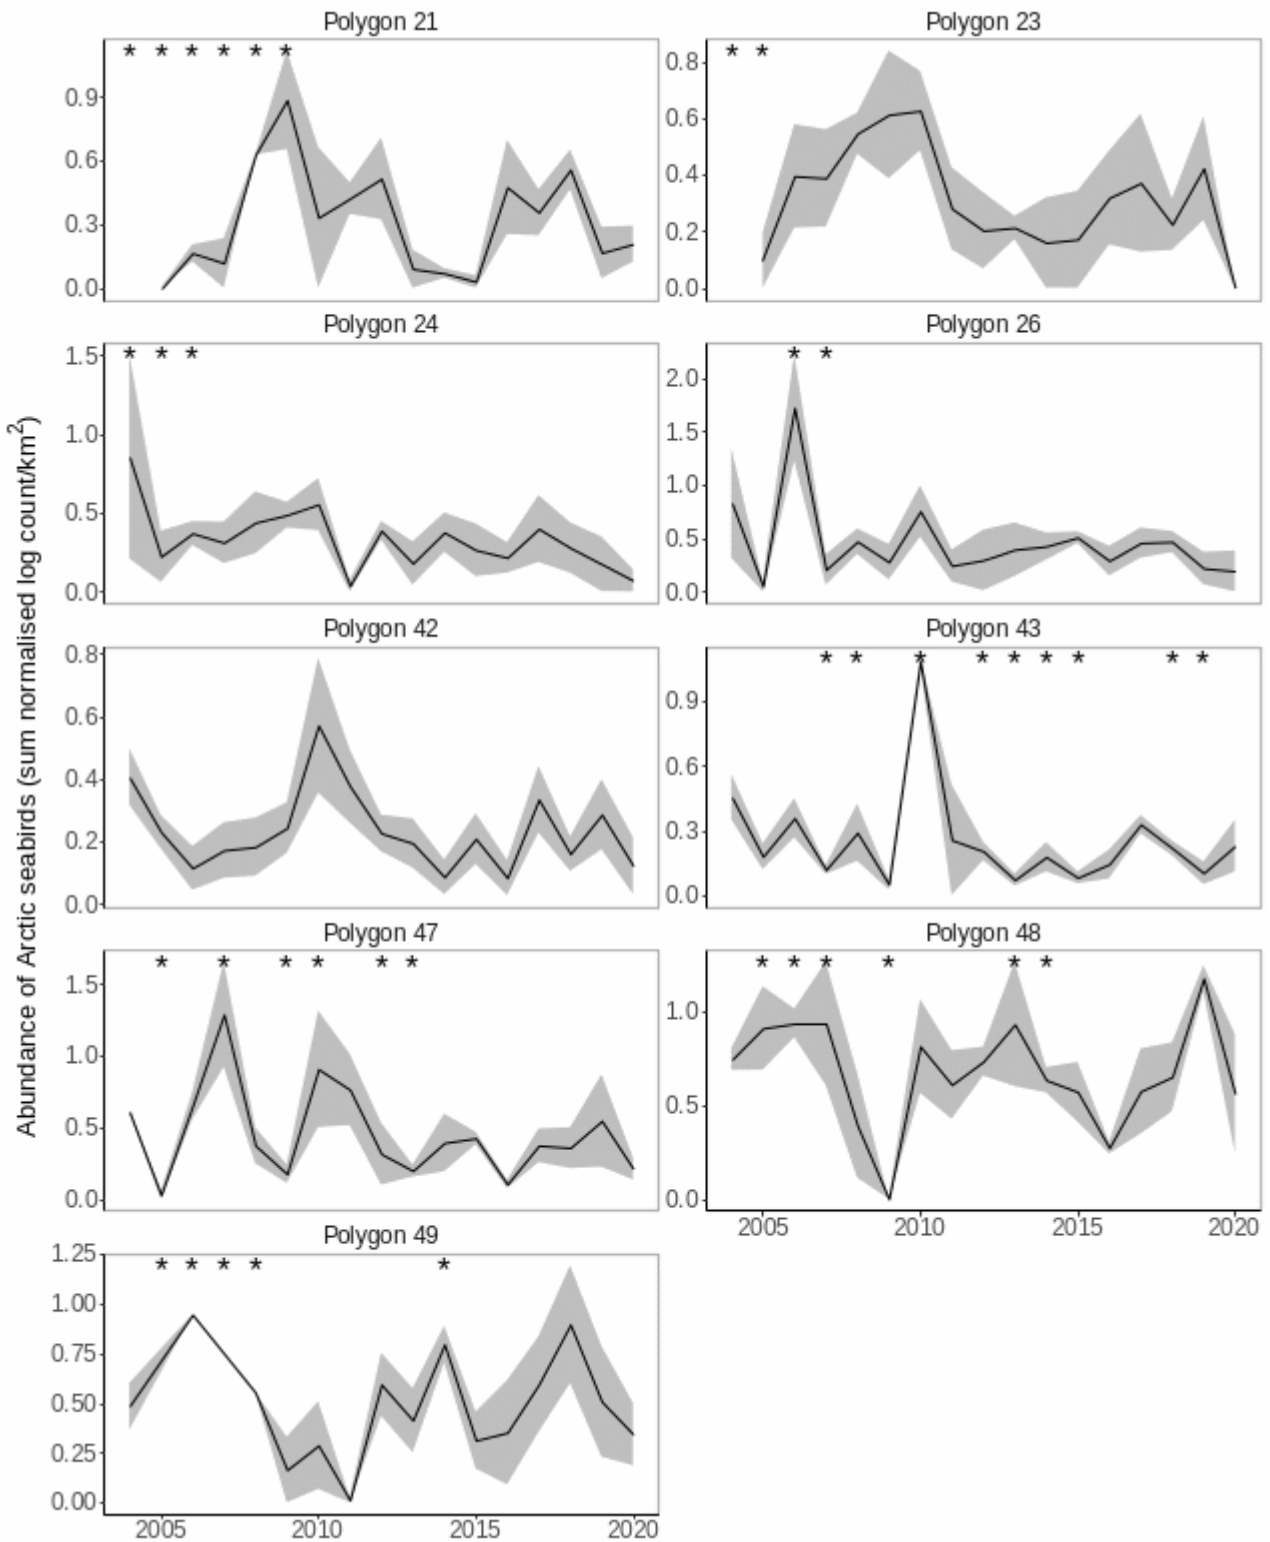 Polygon 21
Polygon 23
* * * * * *
* *
0.9
0.6
0.3
0.0
0.8
0.6
0.4
0.2
0.0
Polygon 24
Polygon 26
* * *
* *
1.5
1.0
0.5
0.0
2.0
1.5
1.0
0.5
0.0
Abundance of Arctic seabirds (sum normalised log count/km²)
Polygon 42
Polygon 43
* * * * * * * * *
0.8
0.6
0.4
0.2
0.0
0.9
0.6
0.3
0.0
Polygon 47
Polygon 48
* * * * * *
* * * * * *
1.5
1.0
0.5
0.0
1.0
0.5
0.0
2005 2010 2015 2020
Polygon 49
* * * * *
1.25
1.00
0.75
0.50
0.25
0.00
2005 2010 2015 2020